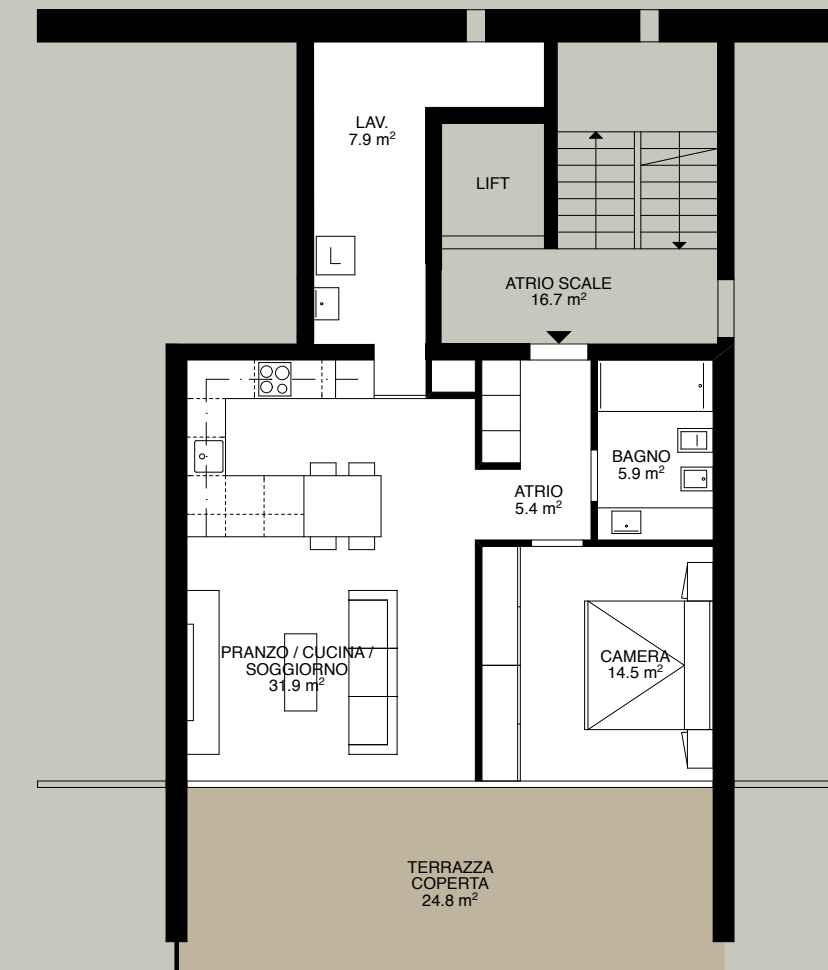 LAV.
7.9 m²
LIFT
ATRIO SCALE
16.7 m²
L
BAGNO
5.9 m²
ATRIO
5.4 m²
PRANZO / CUCINA /
SOGGIORNO
31.9 m²
CAMERA
14.5 m²
TERRAZZA
COPERTA
24.8 m²